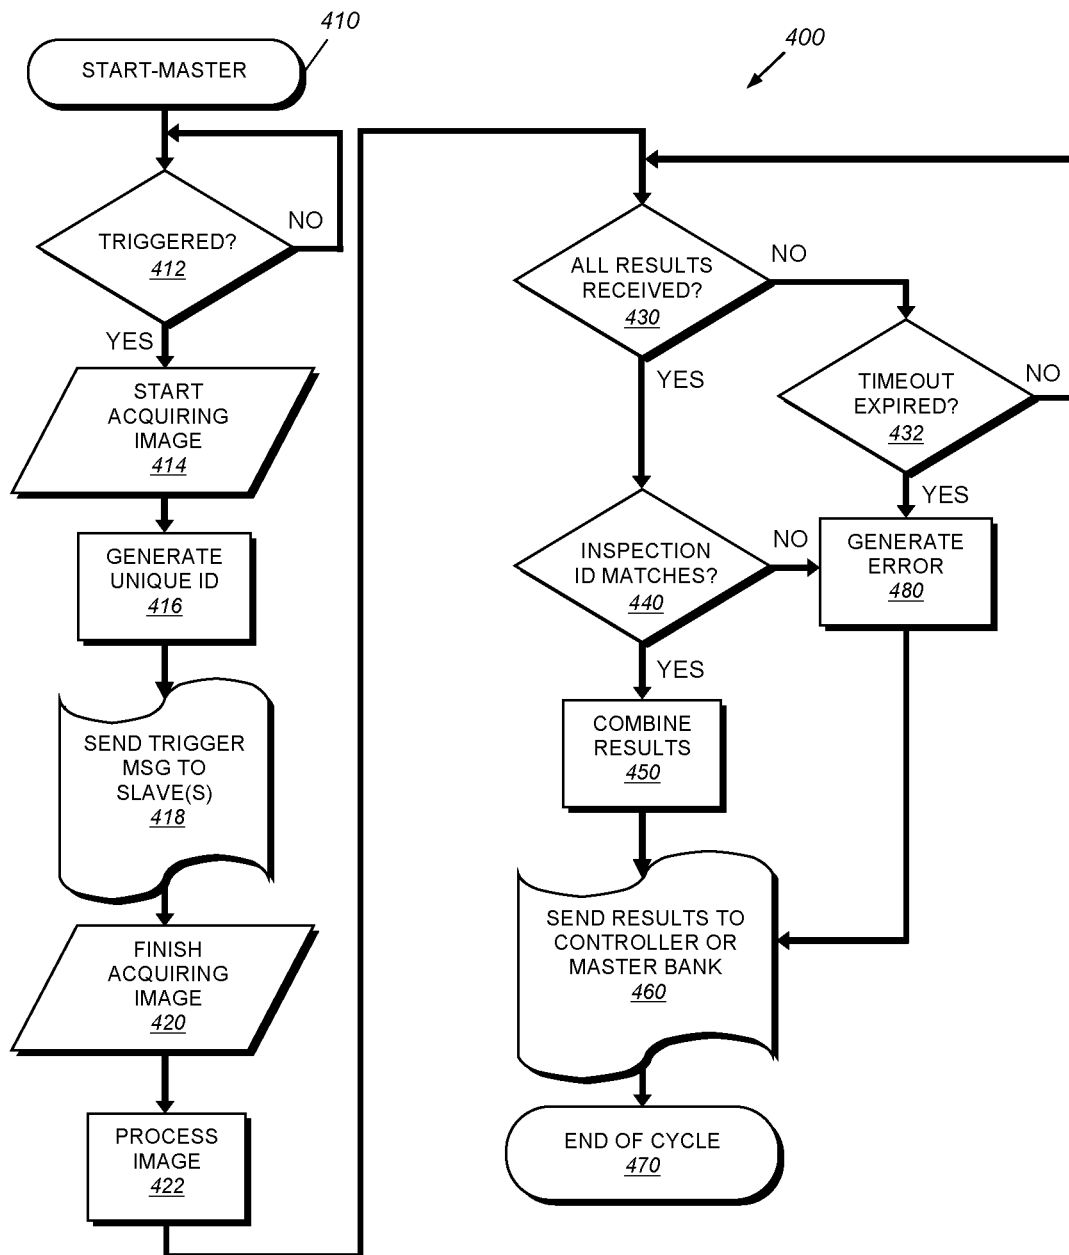 410
START-MASTER
400
TRIGGERED?
412
NO
YES
START
ACQUIRING
IMAGE
414
GENERATE
UNIQUE ID
416
SEND TRIGGER
MSG TO
SLAVE(S)
418
FINISH
ACQUIRING
IMAGE
420
PROCESS
IMAGE
422
ALL RESULTS
RECEIVED?
430
NO
YES
TIMEOUT
EXPIRED?
432
NO
YES
INSPECTION
ID MATCHES?
440
NO
YES
GENERATE
ERROR
480
COMBINE
RESULTS
450
SEND RESULTS TO
CONTROLLER OR
MASTER BANK
460
END OF CYCLE
470